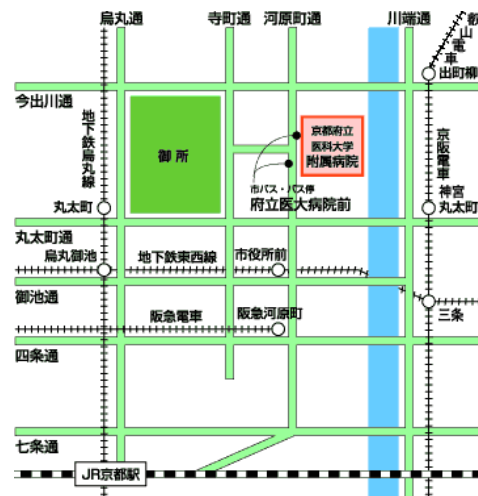 烏丸通
寺町通
河原町通
川端通
叡山電車
出町柳
今出川通
地下鉄烏丸線
御所
京都府立
医科大学
附属病院
京阪電車
市バス・バス停
府立医大病院前
神宮
丸太町
丸太町
丸太町通
烏丸御池
地下鉄東西線
市役所前
御池通
阪急電車
阪急河原町
三条
四条通
七条通
JR京都駅